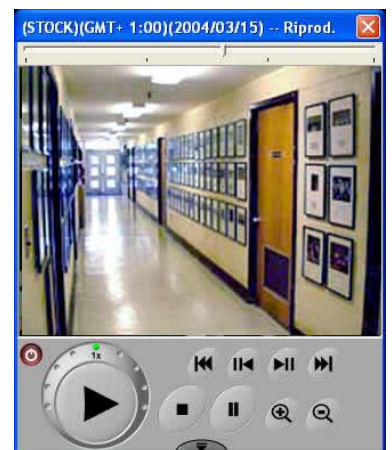 (STOCK)(GMT+ 1:00)(2004/03/15) -- Riprod.
1x